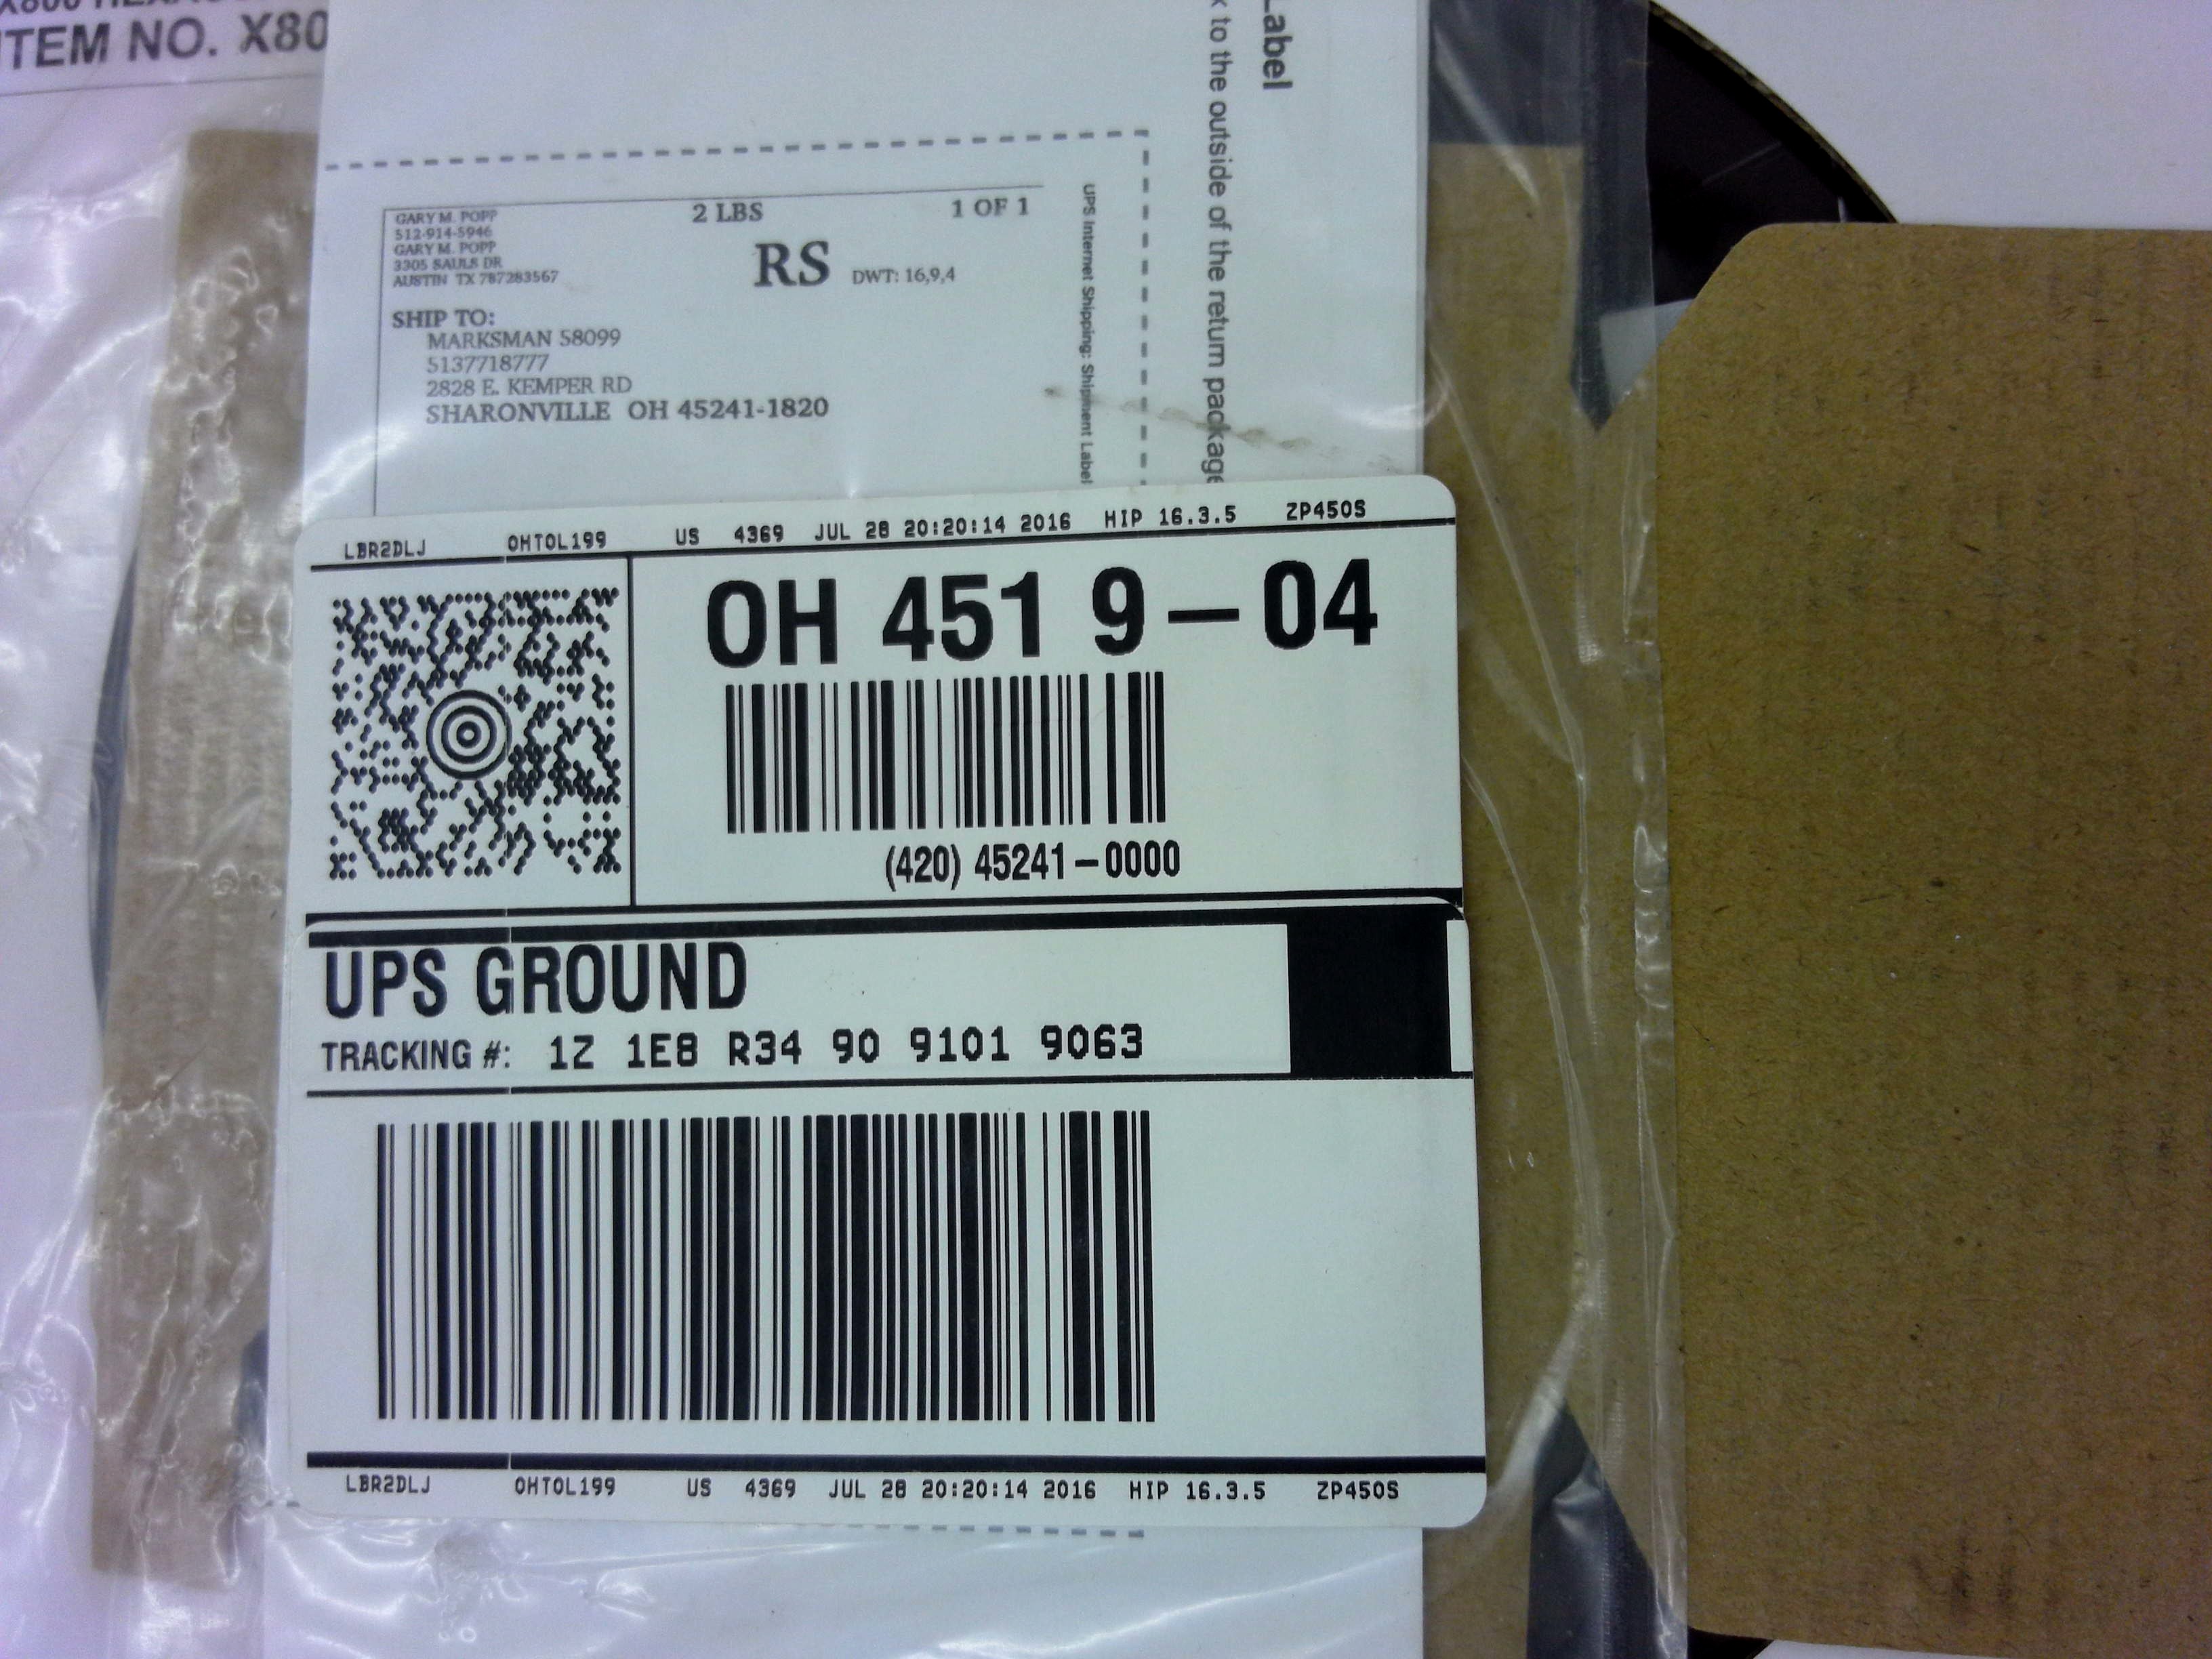 ITEM NO. X80
Label
to the outside of the return package
UPS Internet Shipping: Shipment Label
GARY M. POPP
512-914-5946
GARY M. POPP
3305 SAULS DR
AUSTIN TX 787283567
2 LBS
1 OF 1
RS
DWT: 16,9,4
SHIP TO:
MARKSMAN 58099
5137718777
2828 E. KEMPER RD
SHARONVILLE OH 45241-1820
LBR2DLJ OHTOL199 US 4369 JUL 28 20:20:14 2016 HIP 16.3.5 ZP450S
OH 451 9-04
(420) 45241-0000
UPS GROUND
TRACKING #: 1Z 1E8 R34 90 9101 9063
LBR2DLJ OHTOL199 US 4369 JUL 28 20:20:14 2016 HIP 16.3.5 ZP450S